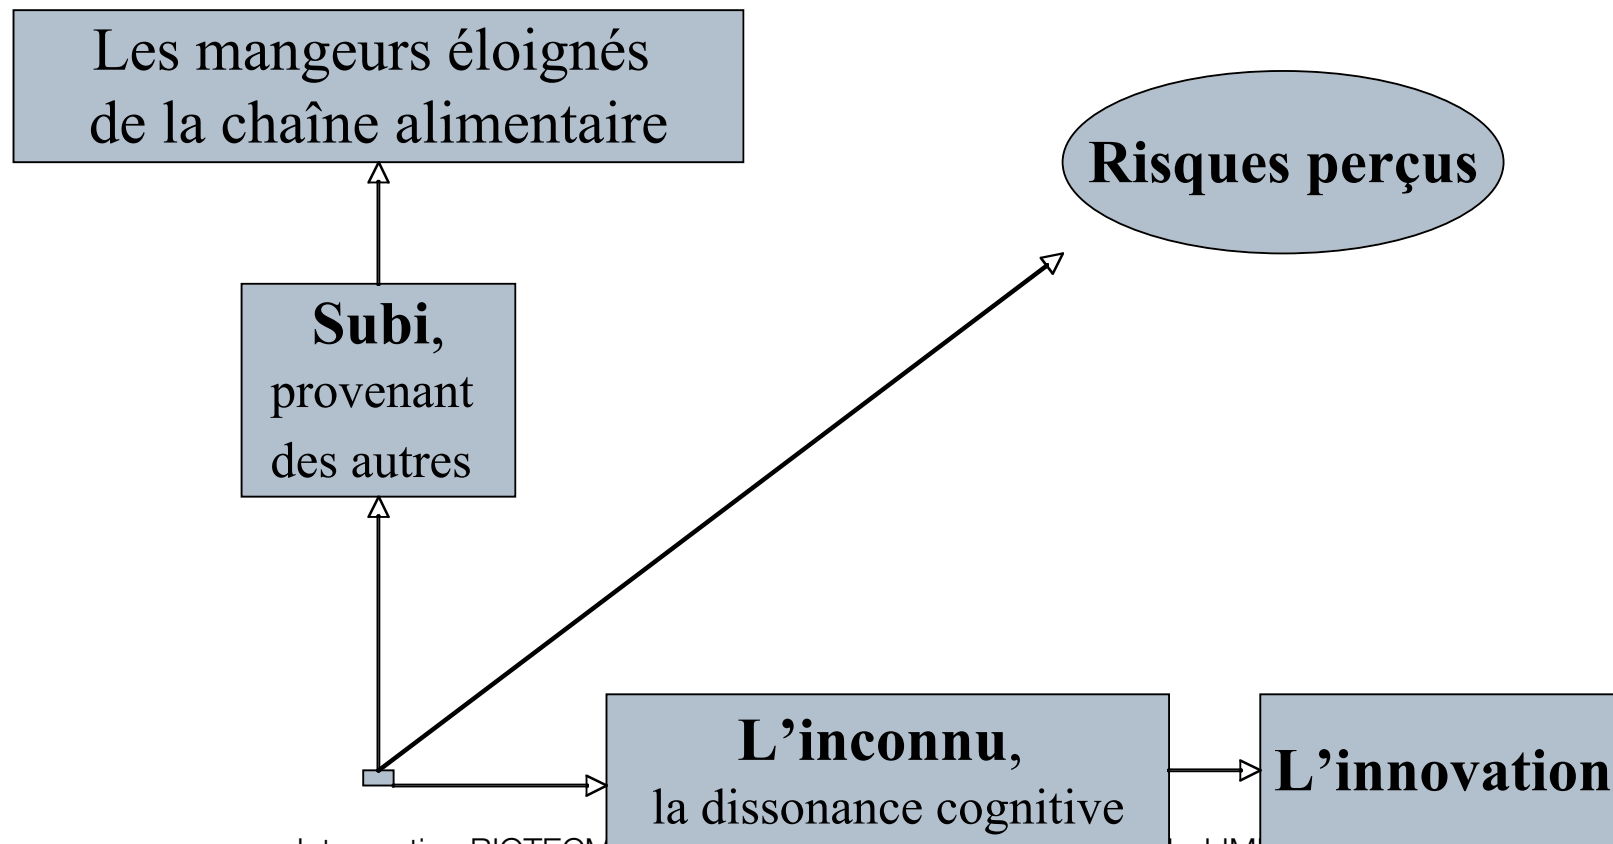 Les mangeurs éloignés
de la chaîne alimentaire
Risques perçus
Subi,
provenant
des autres
L’inconnu,
la dissonance cognitive
L’innovation